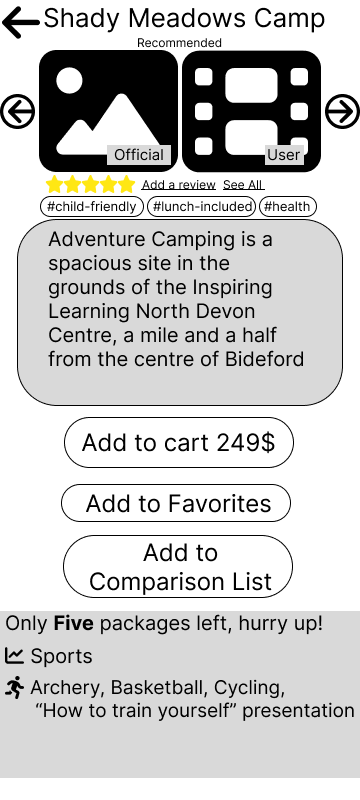 Shady Meadows Camp
Recommended
Official
User
Add a review See All
#child-friendly #lunch-included #health
Adventure Camping is a
spacious site in the
grounds of the Inspiring
Learning North Devon
Centre, a mile and a half
from the centre of Bideford
Add to cart 249$
Add to Favorites
Add to
Comparison List
Only Five packages left, hurry up!
Sports
Archery, Basketball, Cycling,
“How to train yourself” presentation